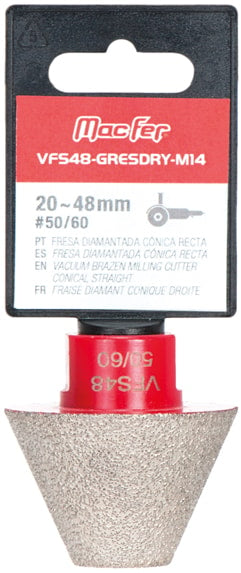 MacFer
VFS48-GRESDRY-M14
20~48mm
#50/60
PT FRESA DIAMANTADA CÓNICA RECTA
ES FRESA DIAMANTADA CÓNICA RECTA
EN VACUUM BRAZEN MILLING CUTTER
CONICAL STRAIGHT
FR FRAISE DIAMANT CONIQUE DROITE
VFS48
50/60